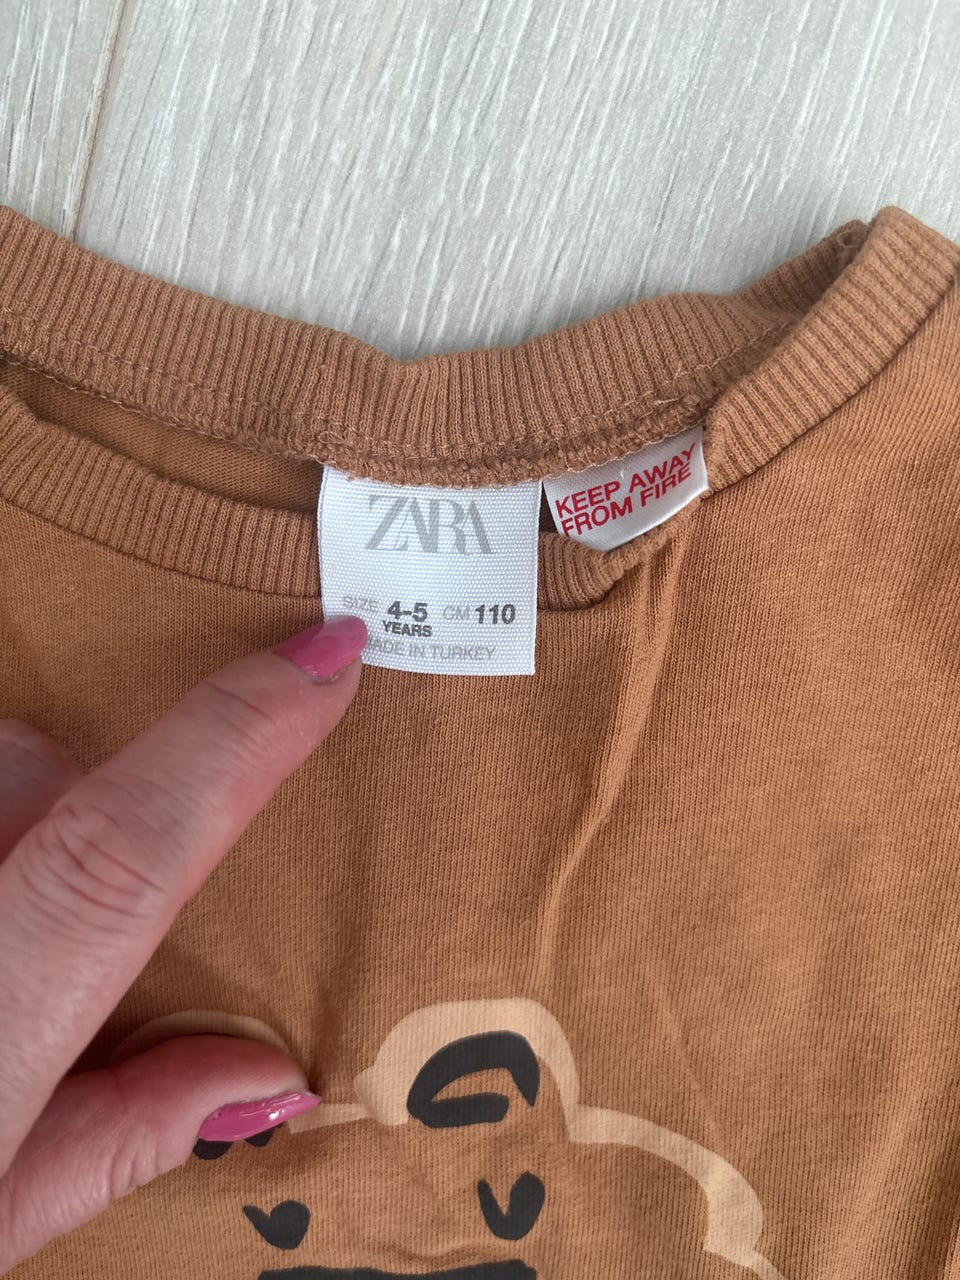 ZARA
SIZE 4-5 CM 110
YEARS
MADE IN TURKEY
KEEP AWAY
FROM FIRE